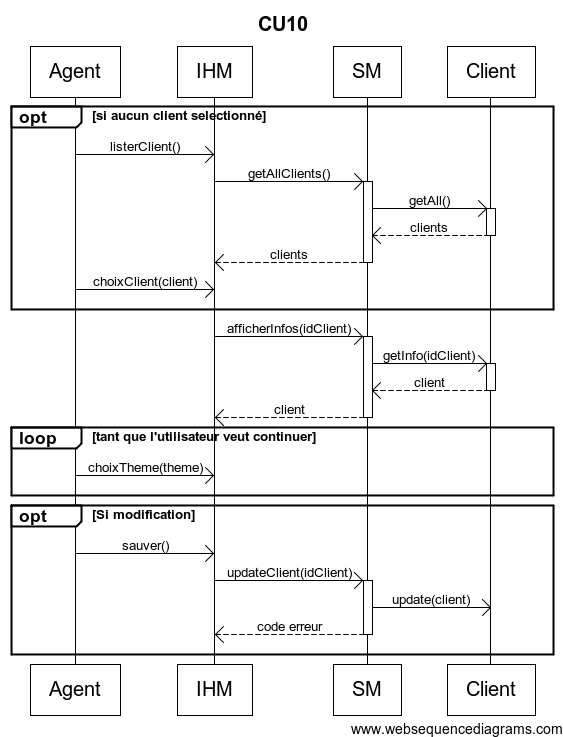 CU10
Agent IHM SM Client
opt [si aucun client selectionné]
listerClient()
getAllClients()
getAll()
clients
clients
choixClient(client)
afficherInfos(idClient)
getInfo(idClient)
client
client
loop [tant que l'utilisateur veut continuer]
choixTheme(theme)
opt [Si modification]
sauver()
updateClient(idClient)
update(client)
code erreur
Agent IHM SM Client
www.websequencediagrams.com